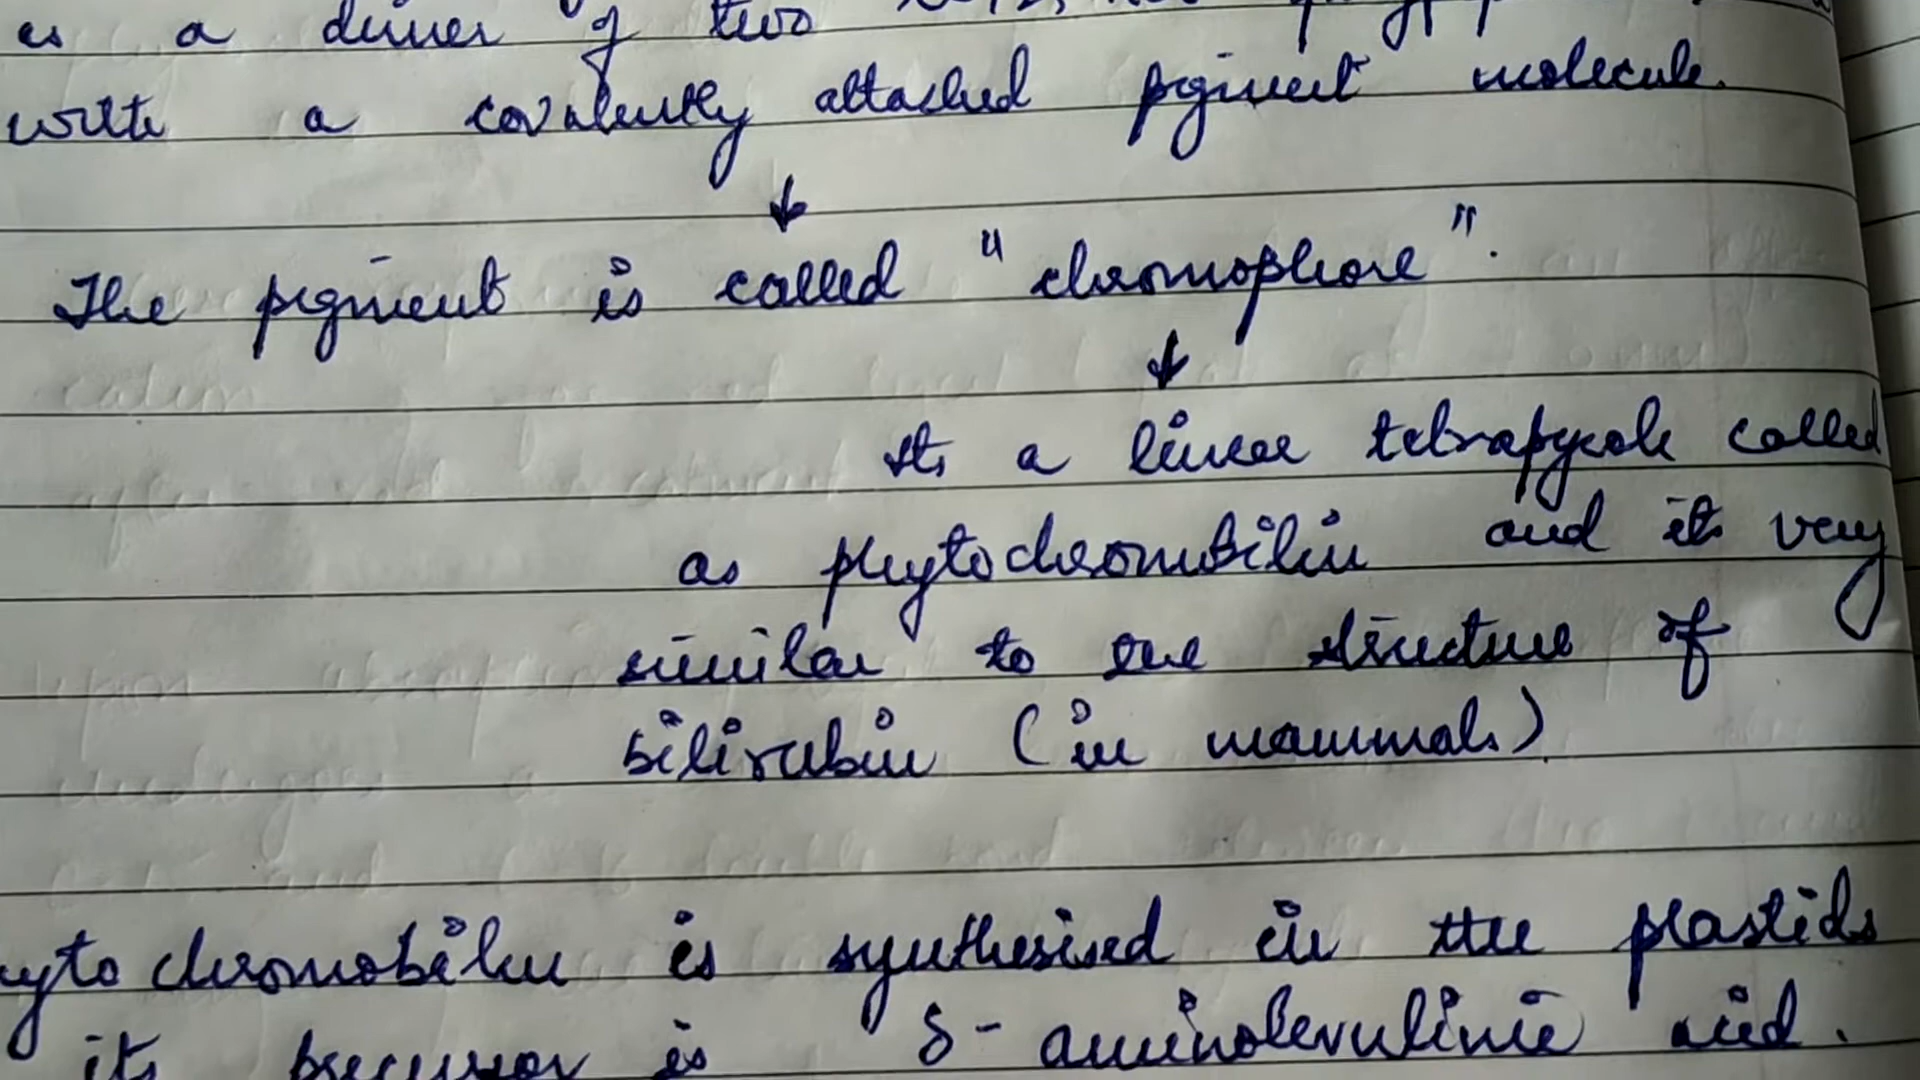 as a dimer of two
with a covalently attached pigment molecule.
↓
The pigment is called "chromophore".
↓
Its a linear tetrapyrole called
as phytochrombilin and its very
similar to the structure of
bilirubin (in mammals)
ytochromobilin is synthesised in the plastids
its precursor is δ-aminolevulinic acid.